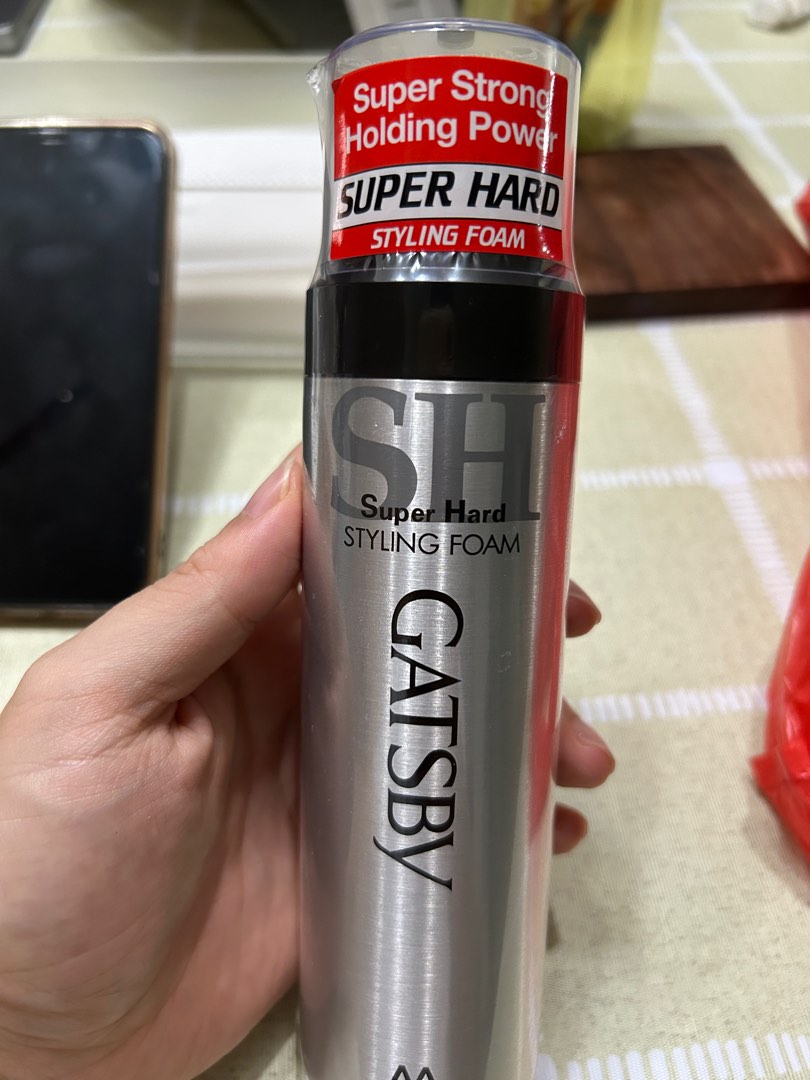 Super Strong
Holding Power
SUPER HARD
STYLING FOAM
SH
Super Hard
STYLING FOAM
GATSBY